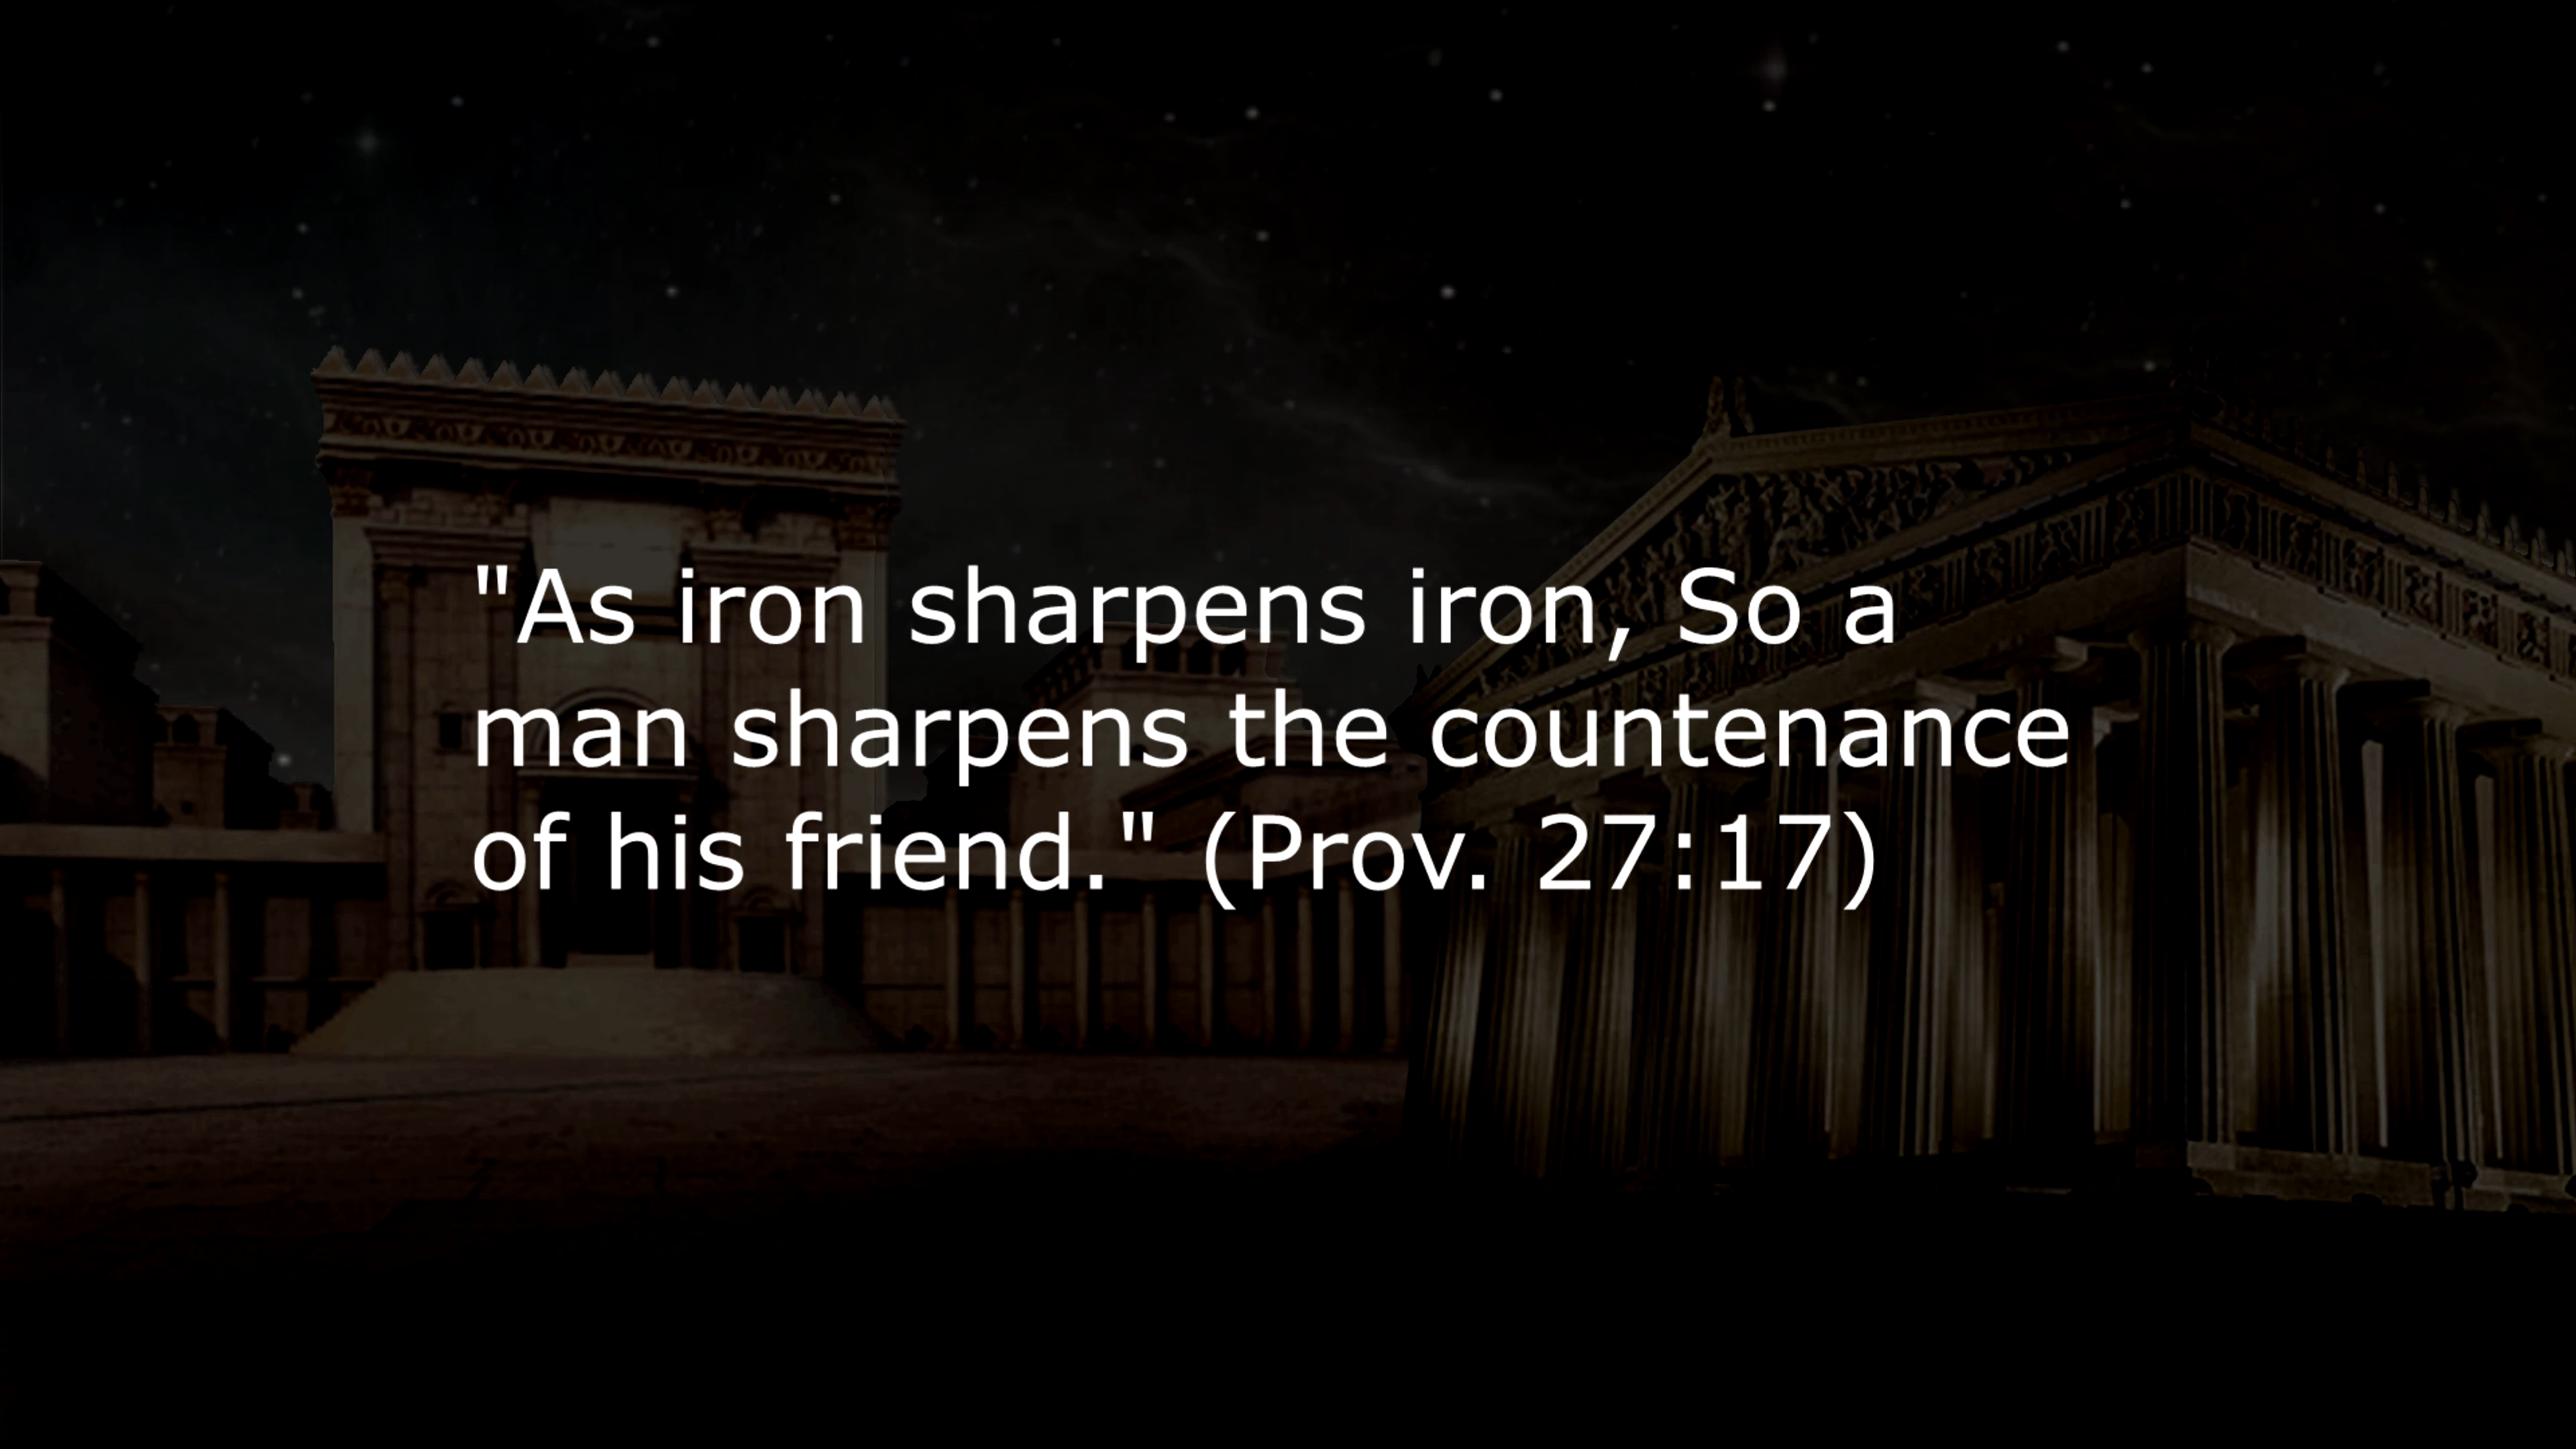 "As iron sharpens iron, So a
man sharpens the countenance
of his friend." (Prov. 27:17)